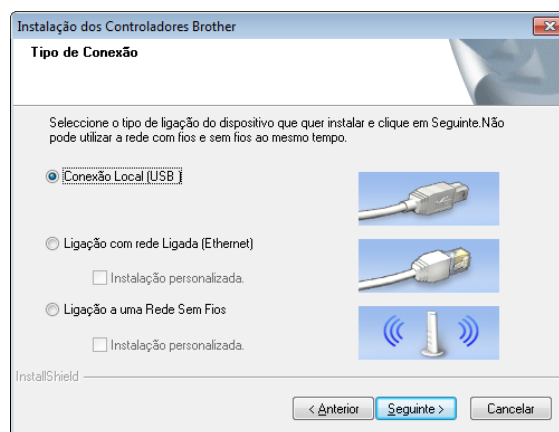 Instalação dos Controladores Brother
Tipo de Conexão
Seleccione o tipo de ligação do dispositivo que quer instalar e clique em Seguinte.Não
pode utilizar a rede com fios e sem fios ao mesmo tempo.
Conexão Local (USB )
Ligação com rede Ligada (Ethernet)
Instalação personalizada.
Ligação a uma Rede Sem Fios
Instalação personalizada.
InstallShield
< Anterior Seguinte > Cancelar